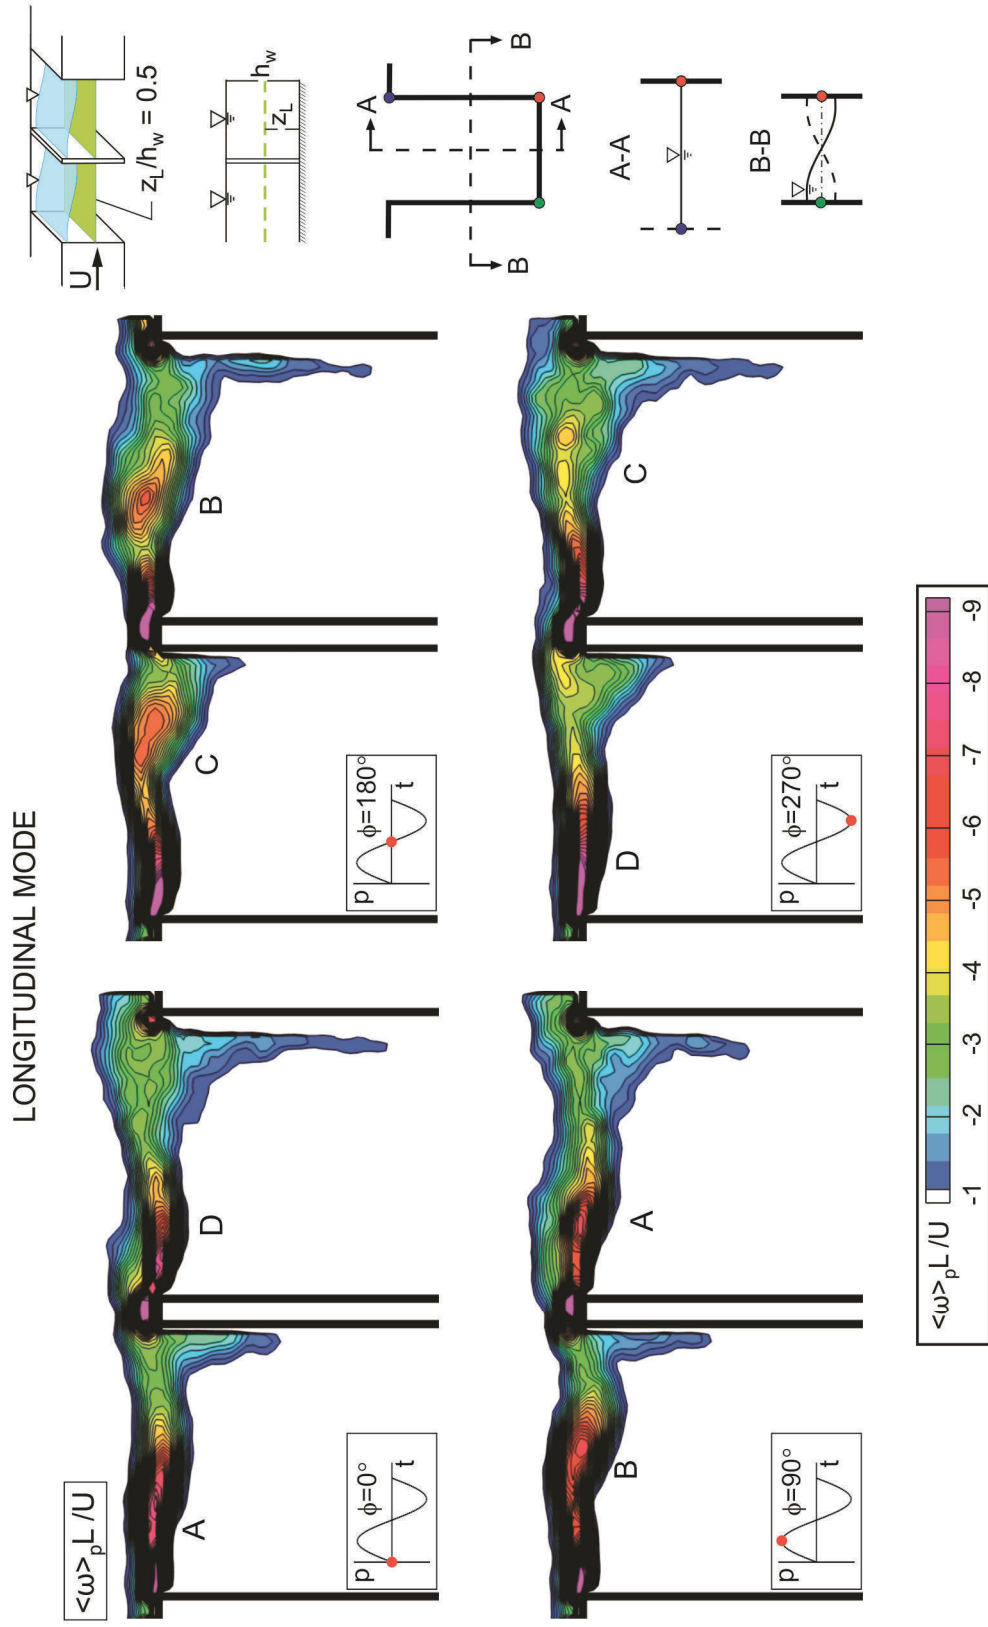 LONGITUDINAL MODE
<ω>pL /U
A
D
p
ϕ=0°
t
C
B
p
ϕ=180°
t
B
A
p
ϕ=90°
t
D
C
p
ϕ=270°
t
<ω>pL /U
-1 -2 -3 -4 -5 -6 -7 -8 -9
U
zL/hw = 0.5
zL
hw
A
B
B
A
A-A
B-B